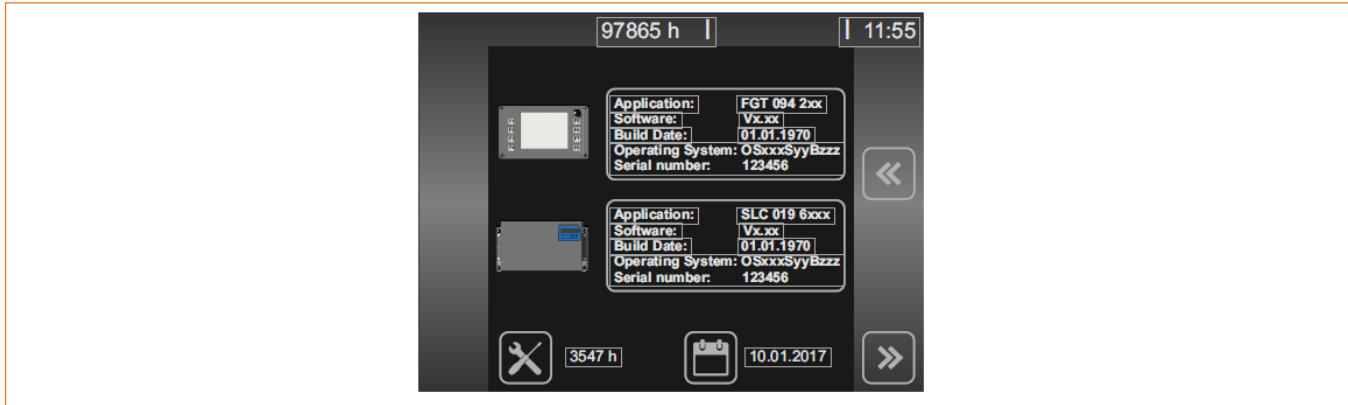 97865 h
11:55
Application: FGT 094 2xx
Software: Vx.xx
Build Date: 01.01.1970
Operating System: OSxxxSyyBzzz
Serial number: 123456
Application: SLC 019 6xxx
Software: Vx.xx
Build Date: 01.01.1970
Operating System: OSxxxSyyBzzz
Serial number: 123456
3547 h
10.01.2017